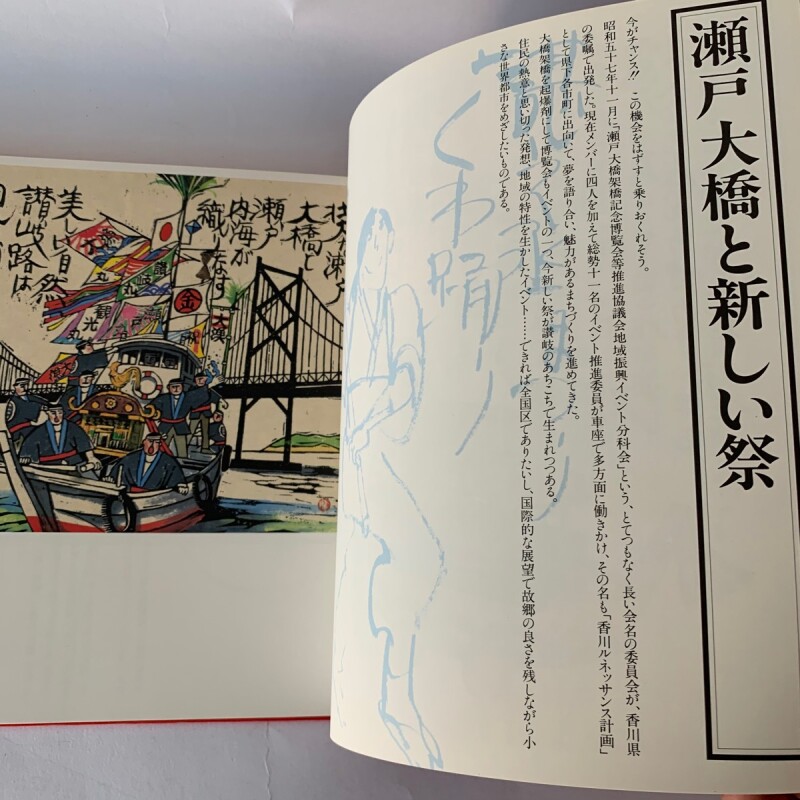 瀬戸大橋と新しい祭
今がチャンス!! この機会をはずすと乗りおくれそう。
昭和五十七年十一月に「瀬戸大橋架橋記念博覧会等推進協議会地域振興イベント分科会」という、とてつもなく長い会名の委員会が、香川県
の委嘱で出発した。現在メンバーに四人を加えて総勢十一名のイベント推進委員が車座で多方面に働きかけ、その名も「香川ルネッサンス計画」
として県下各市町に出向いて、夢を語り合い、魅力があるまちづくりを進めてきた。
大橋架橋を起爆剤にして博覧会もイベントの一つ、今新しい祭が讃岐のあちこちで生まれつつある。
住民の熱意と思い切った発想、地域の特性を生かしたイベント……できれば全国区でありたいし、国際的な展望で故郷の良さを残しながら小
さな世界都市をめざしたいものである。
瀬戸
大橋し
瀬戸
内海が
織りなす
美しい自然
讃岐路は
大漁
金
讃岐
観光
丸